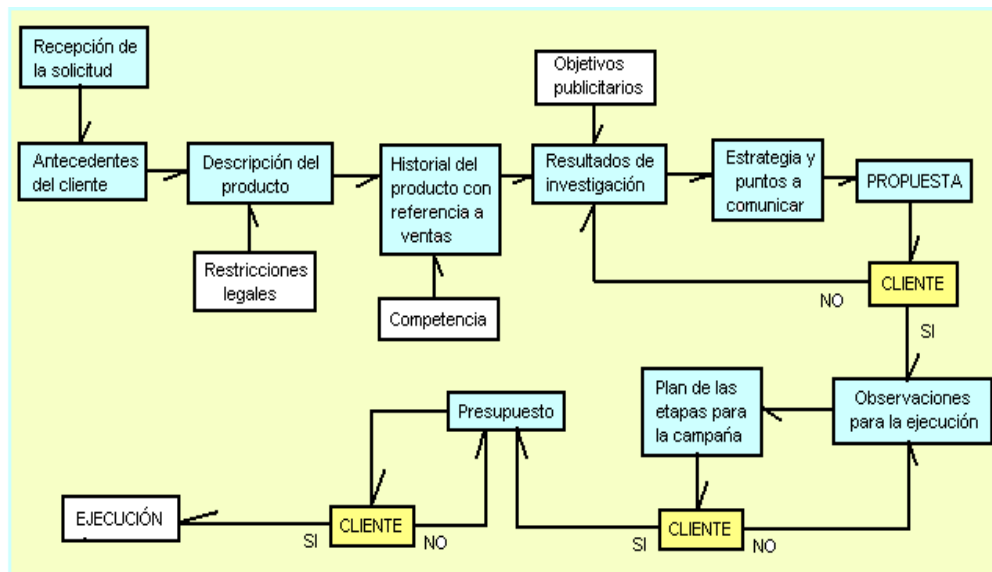 Recepción de
la solicitud
Objetivos
publicitarios
Antecedentes
del cliente
Descripción del
producto
Historial del
producto con
referencia a
ventas
Resultados de
investigación
Estrategia y
puntos a
comunicar
PROPUESTA
Restricciones
legales
Competencia
CLIENTE
NO
SI
Presupuesto
Plan de las
etapas para
la campaña
Observaciones
para la ejecución
EJECUCIÓN
SI
CLIENTE
NO
SI
CLIENTE
NO